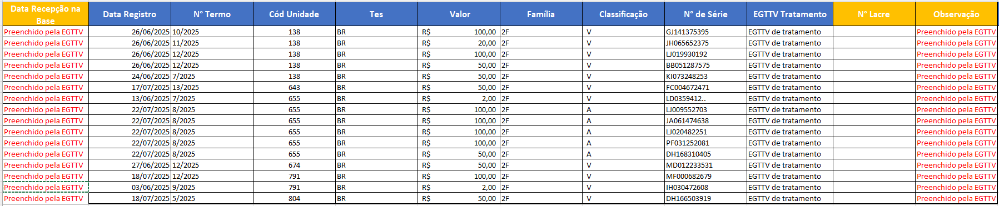 Data Recepção na Base Data Registro N° Termo Cód Unidade Tes Valor Família Classificação N° de Série EGTTV Tratamento N° Lacre Observação
Preenchido pela EGTTV 26/06/2025 10/2025 138 BR R$ 100,00 2F V GJ141375395 EGTTV de tratamento Preenchido pela EGTTV
Preenchido pela EGTTV 26/06/2025 11/2025 138 BR R$ 20,00 2F V JH065652375 EGTTV de tratamento Preenchido pela EGTTV
Preenchido pela EGTTV 26/06/2025 12/2025 138 BR R$ 100,00 2F V LJ019930192 EGTTV de tratamento Preenchido pela EGTTV
Preenchido pela EGTTV 26/06/2025 12/2025 138 BR R$ 50,00 2F V BB051287575 EGTTV de tratamento Preenchido pela EGTTV
Preenchido pela EGTTV 24/06/2025 7/2025 138 BR R$ 50,00 2F V KI073248253 EGTTV de tratamento Preenchido pela EGTTV
Preenchido pela EGTTV 17/07/2025 13/2025 643 BR R$ 50,00 2F V FC004672471 EGTTV de tratamento Preenchido pela EGTTV
Preenchido pela EGTTV 13/06/2025 7/2025 655 BR R$ 2,00 2F V LD0359412.. EGTTV de tratamento Preenchido pela EGTTV
Preenchido pela EGTTV 22/07/2025 8/2025 655 BR R$ 100,00 2F A LJ009552703 EGTTV de tratamento Preenchido pela EGTTV
Preenchido pela EGTTV 22/07/2025 8/2025 655 BR R$ 100,00 2F A JA061474638 EGTTV de tratamento Preenchido pela EGTTV
Preenchido pela EGTTV 22/07/2025 8/2025 655 BR R$ 100,00 2F A LJ020482251 EGTTV de tratamento Preenchido pela EGTTV
Preenchido pela EGTTV 22/07/2025 8/2025 655 BR R$ 100,00 2F A PF031252081 EGTTV de tratamento Preenchido pela EGTTV
Preenchido pela EGTTV 22/07/2025 8/2025 655 BR R$ 50,00 2F A DH168310405 EGTTV de tratamento Preenchido pela EGTTV
Preenchido pela EGTTV 27/06/2025 12/2025 674 BR R$ 50,00 2F V MD012233531 EGTTV de tratamento Preenchido pela EGTTV
Preenchido pela EGTTV 18/07/2025 12/2025 791 BR R$ 100,00 2F V MF000682679 EGTTV de tratamento Preenchido pela EGTTV
Preenchido pela EGTTV 03/06/2025 9/2025 791 BR R$ 2,00 2F V IH030472608 EGTTV de tratamento Preenchido pela EGTTV
Preenchido pela EGTTV 18/07/2025 5/2025 804 BR R$ 50,00 2F V DH166503919 EGTTV de tratamento Preenchido pela EGTTV